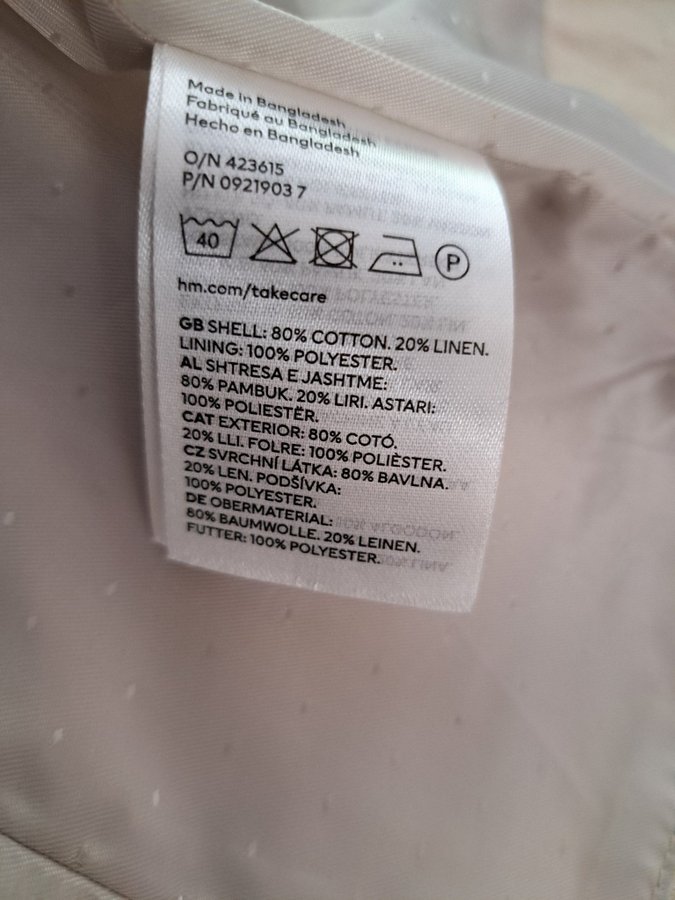 Made in Bangladesh
Fabriqué au Bangladesh
Hecho en Bangladesh
O/N 423615
P/N 0921903 7
40 P
hm.com/takecare
GB SHELL: 80% COTTON. 20% LINEN.
LINING: 100% POLYESTER.
AL SHTRESA E JASHTME:
80% PAMBUK. 20% LIRI. ASTARI:
100% POLIESTËR.
CAT EXTERIOR: 80% COTÓ.
20% LLI. FOLRE: 100% POLIÈSTER.
CZ SVRCHNÍ LÁTKA: 80% BAVLNA.
20% LEN. PODŠÍVKA:
100% POLYESTER.
DE OBERMATERIAL:
80% BAUMWOLLE. 20% LEINEN.
FUTTER: 100% POLYESTER.